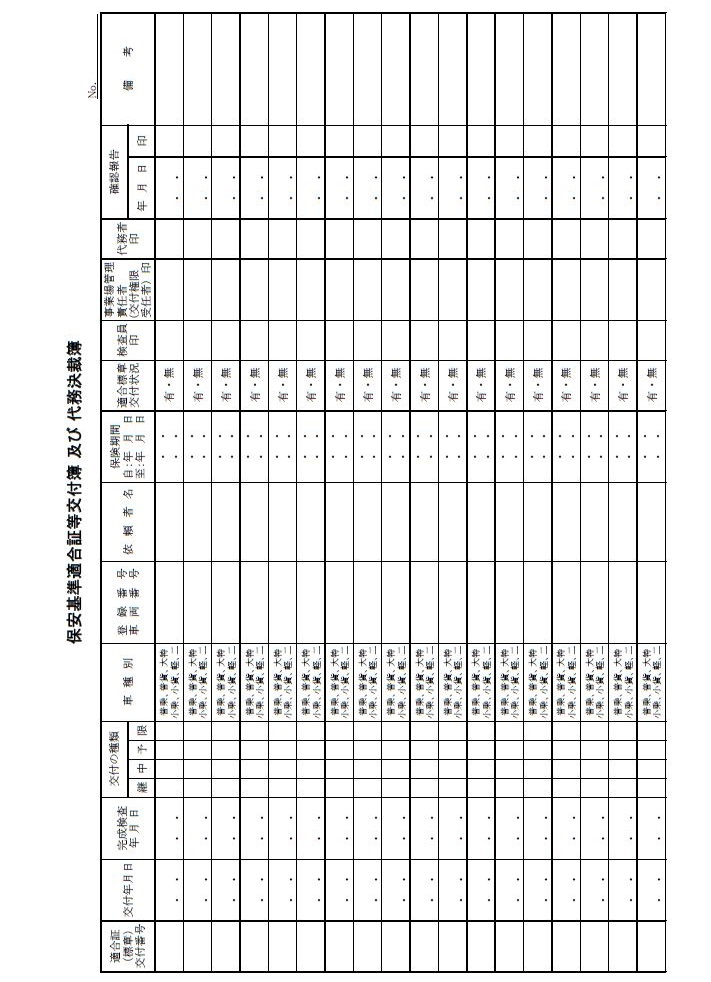 保安基準適合証等交付簿 及び 代務決裁簿
No.
適合証
(標章)
交付番号
交付年月日
完成検査
年 月 日
交付の種類
継 中 予 限
車 種 別
登 録 番 号
車 両 番 号
依 頼 者 名
保険期間
自:年 月 日
至:年 月 日
適合標章
交付状況
検査員
印
事業場管理
責任者
(交付権限
受任者) 印
代務者
印
確認報告
年 月 日
印
備 考
普乗、普貨、大特
小乗、小貨、軽、二
有・無
普乗、普貨、大特
小乗、小貨、軽、二
有・無
普乗、普貨、大特
小乗、小貨、軽、二
有・無
普乗、普貨、大特
小乗、小貨、軽、二
有・無
普乗、普貨、大特
小乗、小貨、軽、二
有・無
普乗、普貨、大特
小乗、小貨、軽、二
有・無
普乗、普貨、大特
小乗、小貨、軽、二
有・無
普乗、普貨、大特
小乗、小貨、軽、二
有・無
普乗、普貨、大特
小乗、小貨、軽、二
有・無
普乗、普貨、大特
小乗、小貨、軽、二
有・無
普乗、普貨、大特
小乗、小貨、軽、二
有・無
普乗、普貨、大特
小乗、小貨、軽、二
有・無
普乗、普貨、大特
小乗、小貨、軽、二
有・無
普乗、普貨、大特
小乗、小貨、軽、二
有・無
普乗、普貨、大特
小乗、小貨、軽、二
有・無
普乗、普貨、大特
小乗、小貨、軽、二
有・無
普乗、普貨、大特
小乗、小貨、軽、二
有・無
普乗、普貨、大特
小乗、小貨、軽、二
有・無